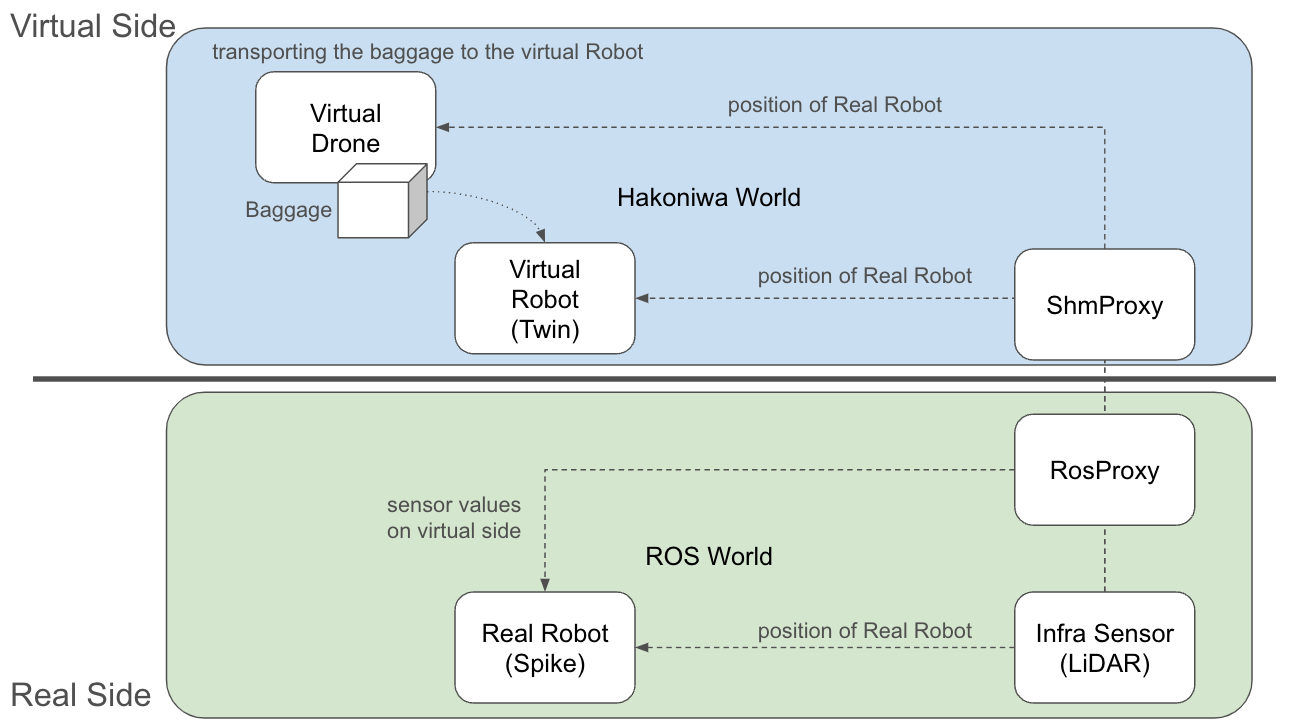 Virtual Side
transporting the baggage to the virtual Robot
Virtual
Drone
position of Real Robot
Hakoniwa World
Baggage
Virtual
Robot
(Twin)
position of Real Robot
ShmProxy
RosProxy
sensor values
on virtual side
ROS World
Real Robot
(Spike)
position of Real Robot
Infra Sensor
(LiDAR)
Real Side